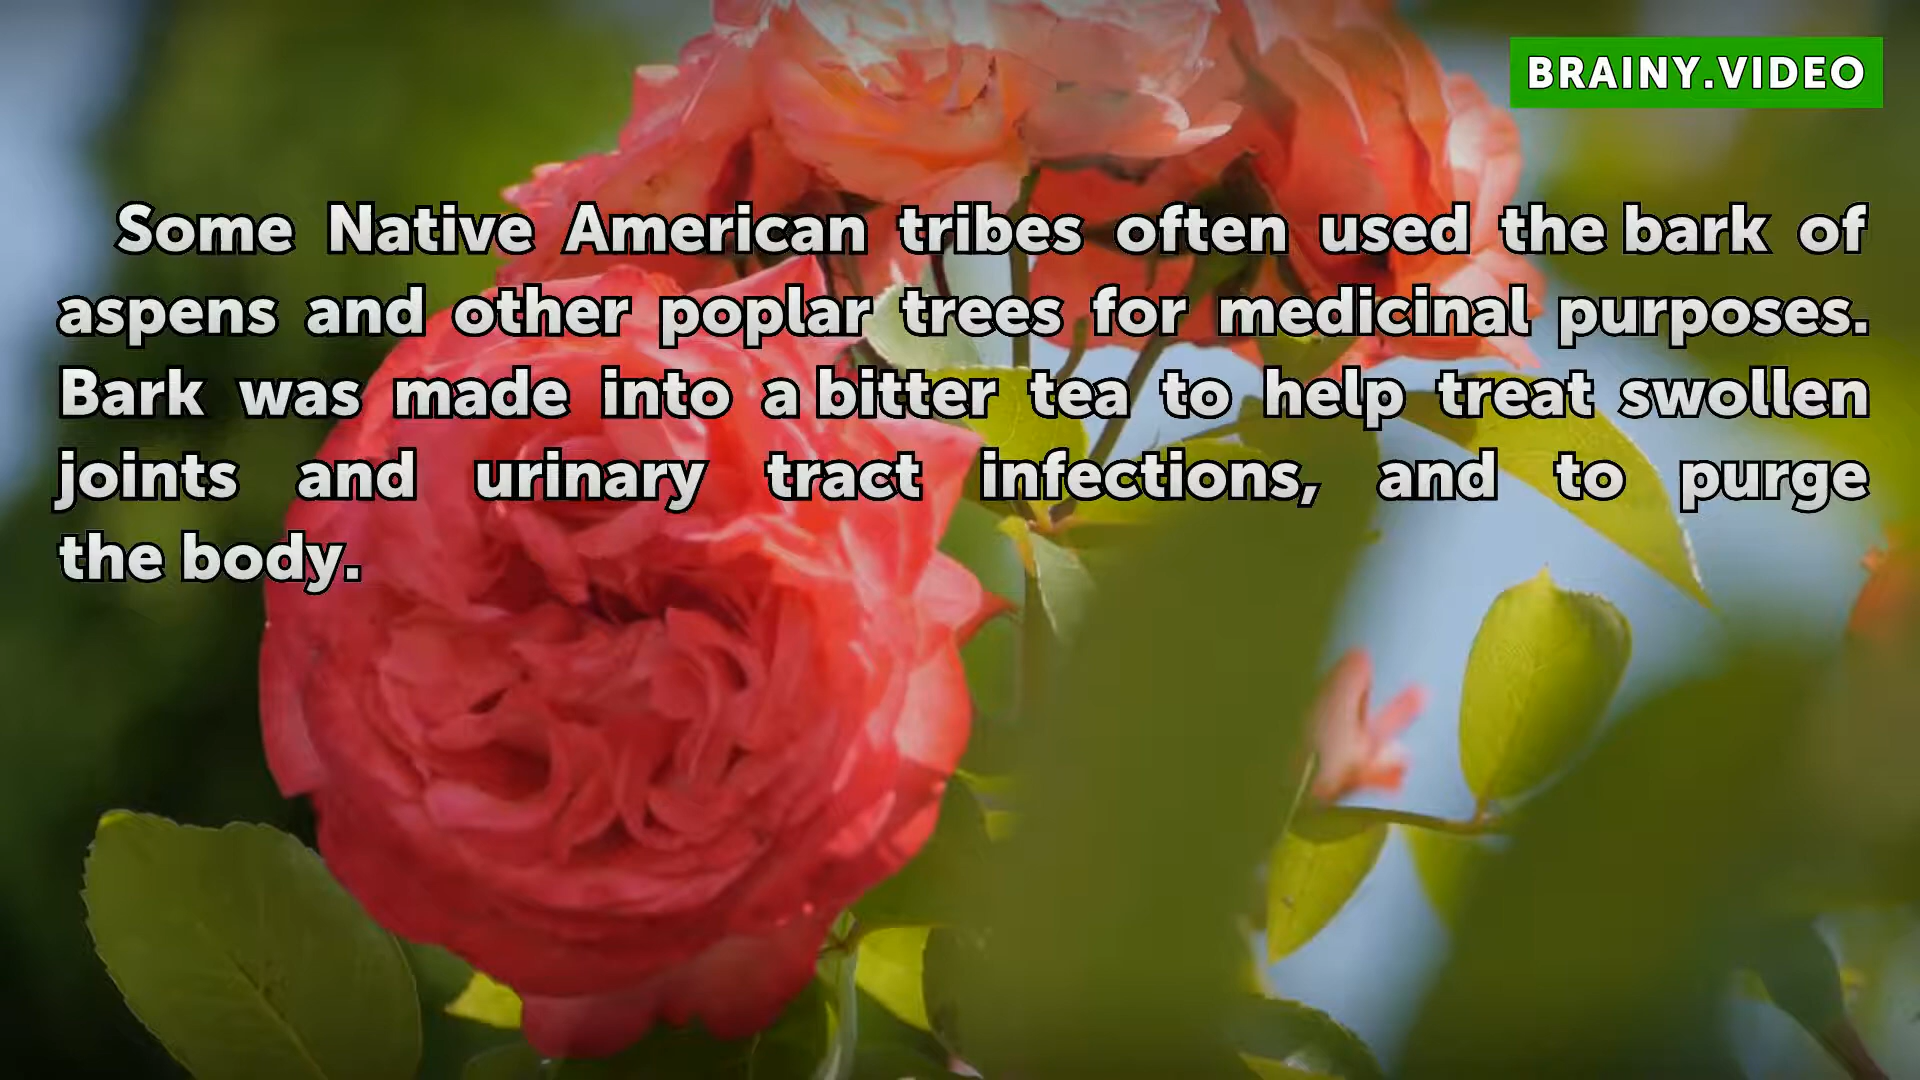 BRAINY.VIDEO
Some Native American tribes often used the bark of
aspens and other poplar trees for medicinal purposes.
Bark was made into a bitter tea to help treat swollen
joints and urinary tract infections, and to purge
the body.